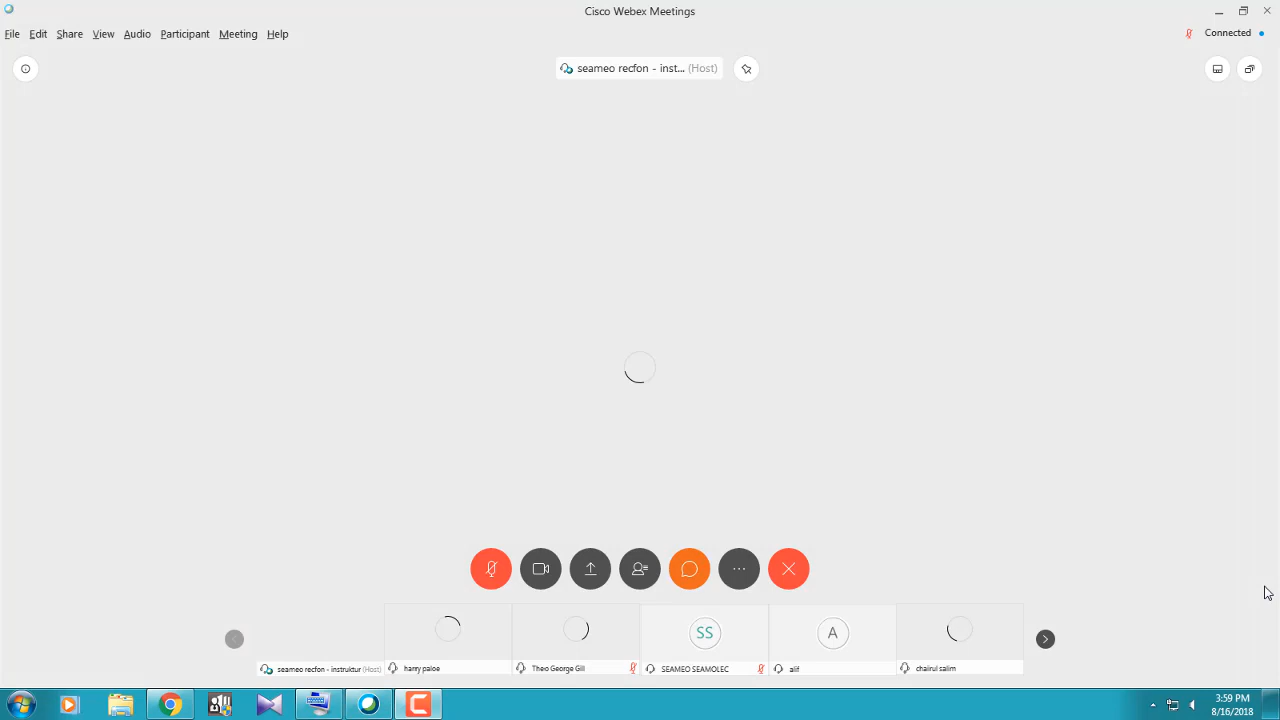 Cisco Webex Meetings
File Edit Share View Audio Participant Meeting Help
Connected
seameo recfon - inst... (Host)
SS
A
seameo recfon - instruktur (Host)
harry paloe
Theo George Gill
SEAMEO SEAMOLEC
alif
chairul salim
3:59 PM
8/16/2018